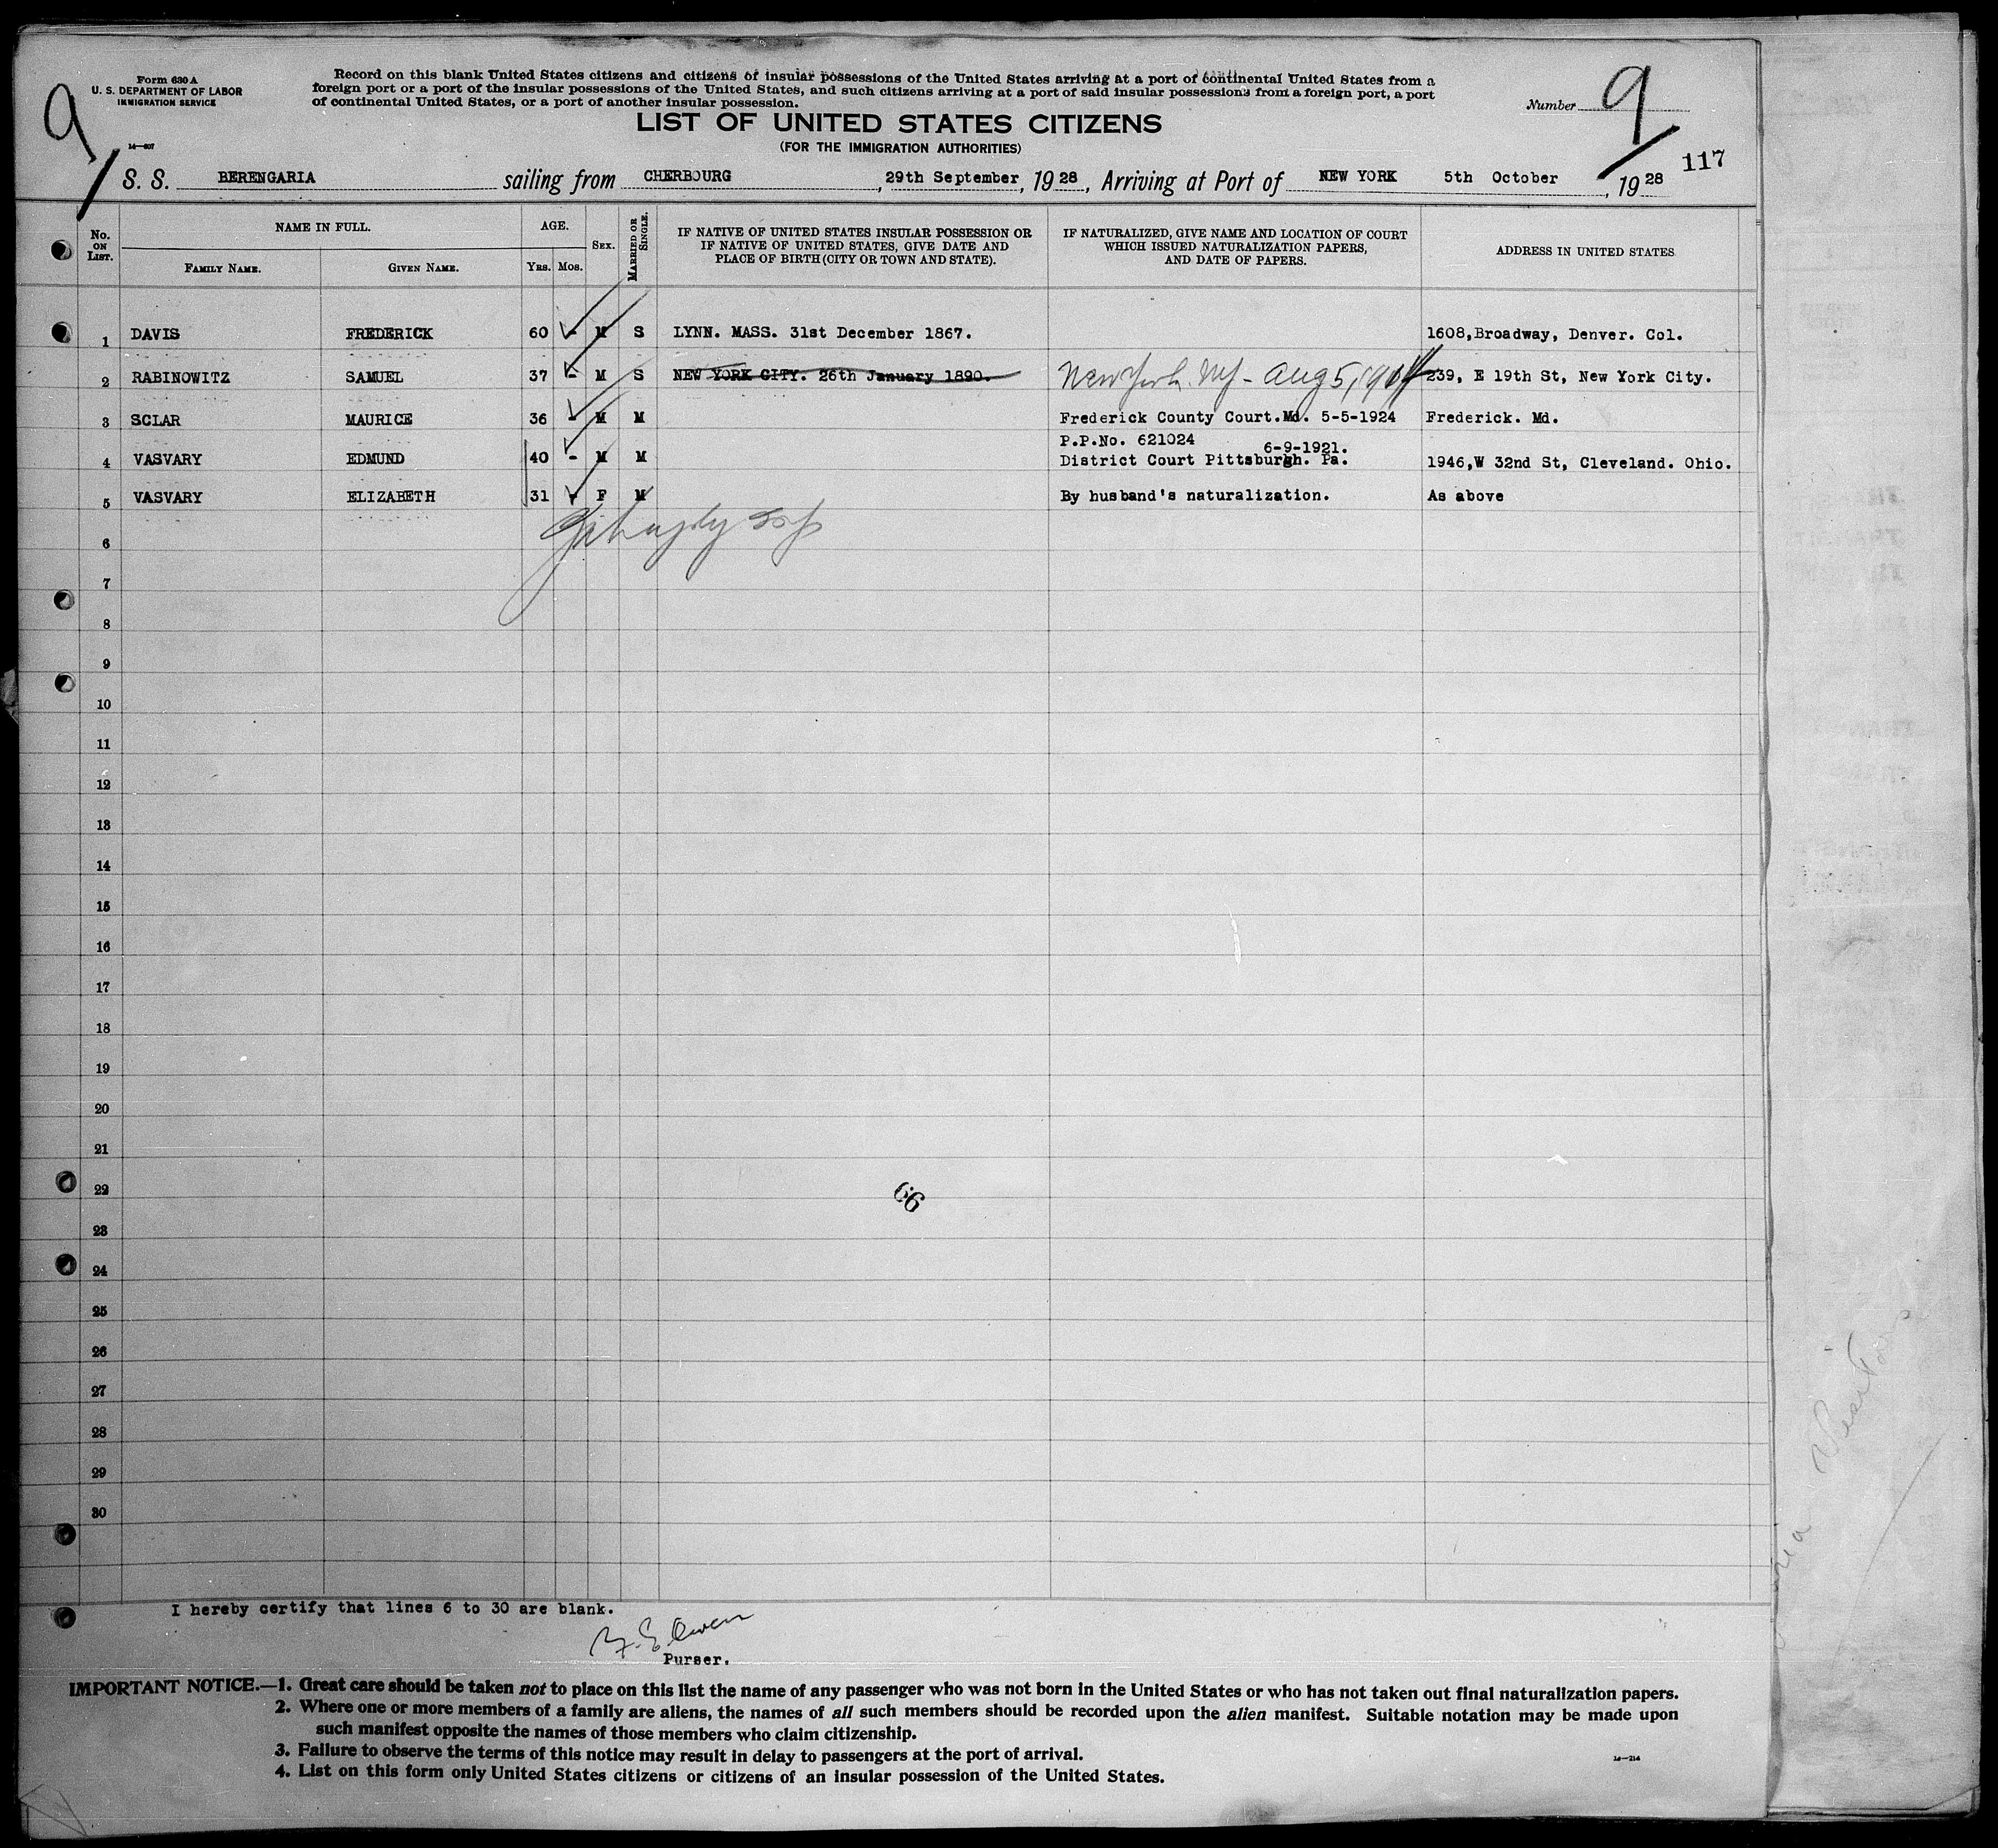 Form 630 A
U. S. DEPARTMENT OF LABOR
IMMIGRATION SERVICE
14—607
Record on this blank United States citizens and citizens of insular possessions of the United States arriving at a port of continental United States from a
foreign port or a port of the insular possessions of the United States, and such citizens arriving at a port of said insular possessions from a foreign port, a port
of continental United States, or a port of another insular possession.
9
Number 9
LIST OF UNITED STATES CITIZENS
(FOR THE IMMIGRATION AUTHORITIES)
117
S. S. BERENGARIA sailing from CHERBOURG, 29th September, 1928, Arriving at Port of NEW YORK 5th October, 1928
No. ON LIST. NAME IN FULL. AGE. SEX. MARRIED OR SINGLE. IF NATIVE OF UNITED STATES INSULAR POSSESSION OR IF NATIVE OF UNITED STATES, GIVE DATE AND PLACE OF BIRTH (CITY OR TOWN AND STATE). IF NATURALIZED, GIVE NAME AND LOCATION OF COURT WHICH ISSUED NATURALIZATION PAPERS, AND DATE OF PAPERS. ADDRESS IN UNITED STATES
FAMILY NAME. GIVEN NAME. YRS. MOS.
1 DAVIS FREDERICK 60 - M S LYNN. MASS. 31st December 1867. 1608,Broadway, Denver. Col.
2 RABINOWITZ SAMUEL 37 - M S NEW YORK CITY. 26th January 1890. New York. NY - Aug 5, 239, E 19th St, New York City.
3 SCLAR MAURICE 36 - M M Frederick County Court.Md. 5-5-1924 Frederick. Md.
P.P.No. 621024
6-9-1921.
4 VASVARY EDMUND 40 - M M District Court Pittsburgh. Pa. 1946,W 32nd St, Cleveland. Ohio.
5 VASVARY ELIZABETH 31 - F M By husband's naturalization. As above
6
7
8
9
10
11
12
13
14
15
16
17
18
19
20
21
22
66
23
24
25
26
27
28
29
30
I hereby certify that lines 6 to 30 are blank.
Owen
Purser.
IMPORTANT NOTICE.—1. Great care should be taken not to place on this list the name of any passenger who was not born in the United States or who has not taken out final naturalization papers.
2. Where one or more members of a family are aliens, the names of all such members should be recorded upon the alien manifest. Suitable notation may be made upon
such manifest opposite the names of those members who claim citizenship.
3. Failure to observe the terms of this notice may result in delay to passengers at the port of arrival.
4. List on this form only United States citizens or citizens of an insular possession of the United States.
14—214